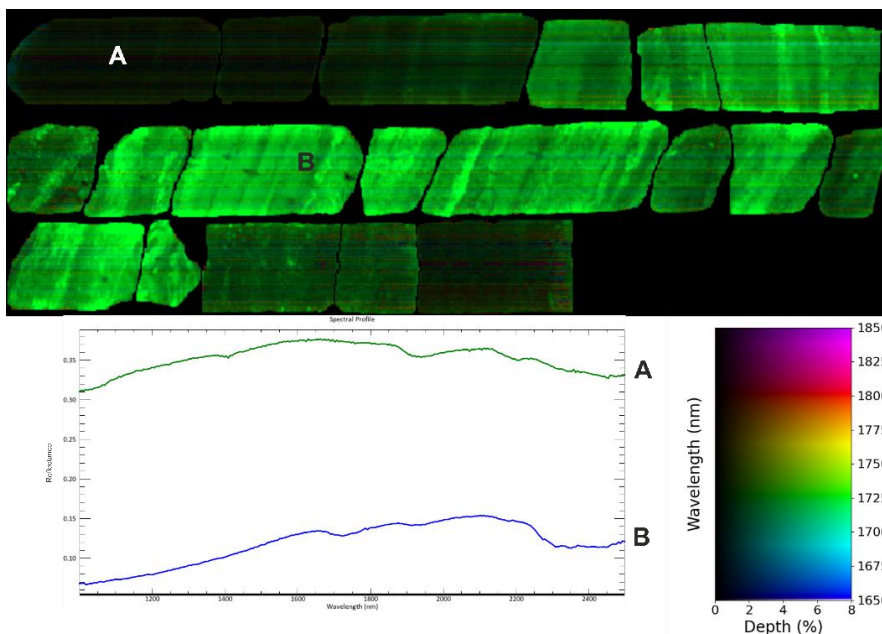 A
B
Spectral Profile
0.35
0.30
0.25
0.20
0.15
0.10
Reflectance
1200
1400
1600
1800
2000
2200
2400
Wavelength (nm)
A
B
Wavelength (nm)
1850
1825
1800
1775
1750
1725
1700
1675
1650
0 2 4 6 8
Depth (%)